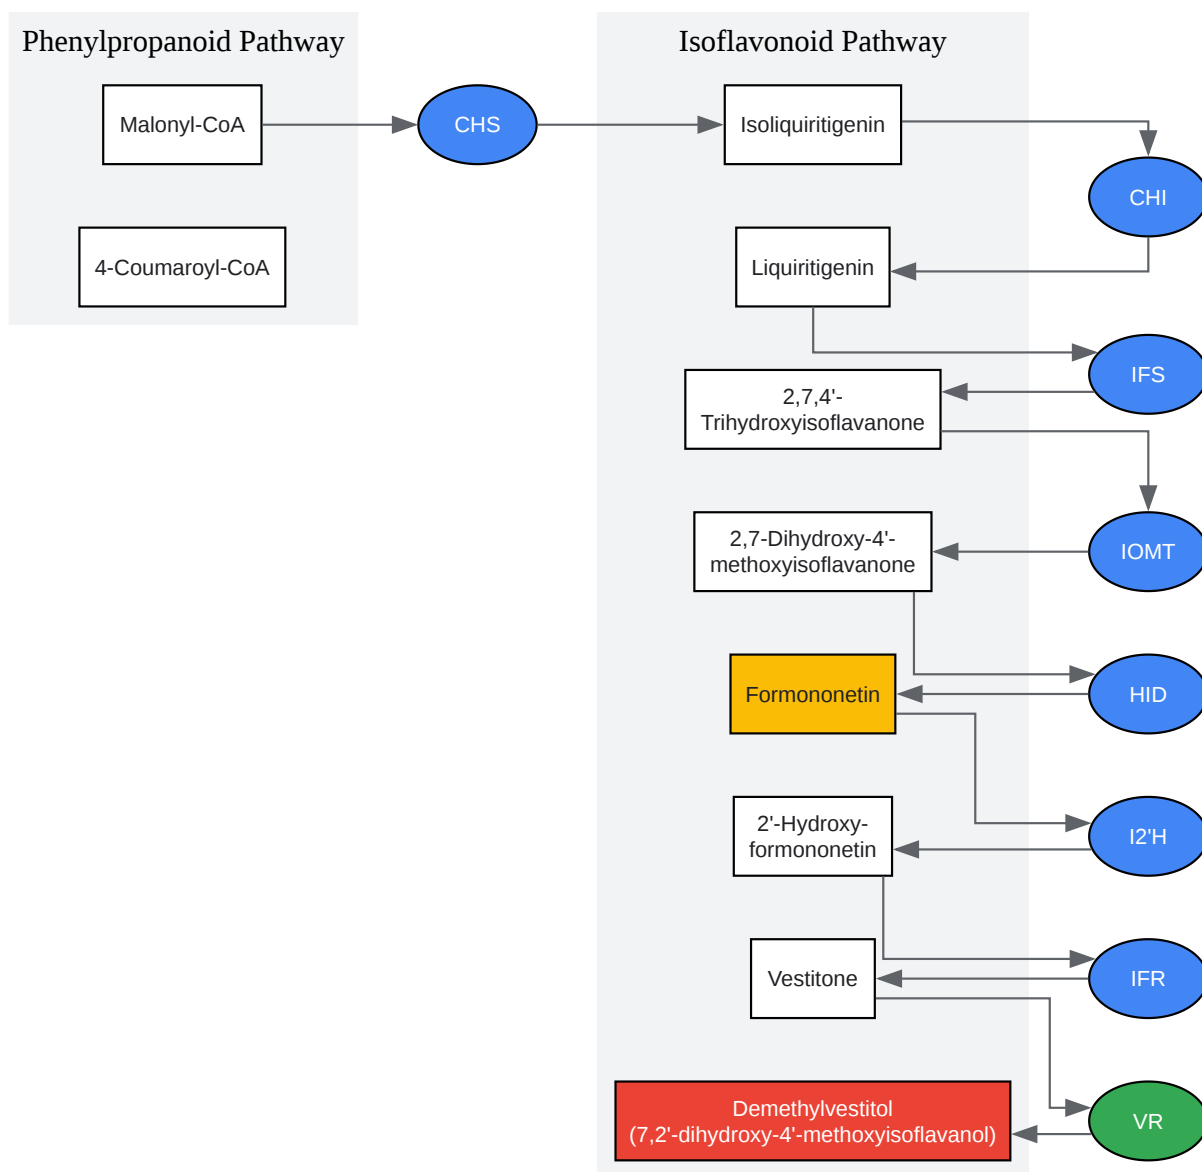 Phenylpropanoid Pathway
Isoflavonoid Pathway
Malonyl-CoA
CHS
Isoliquiritigenin
CHI
4-Coumaroyl-CoA
Liquiritigenin
IFS
2,7,4'-
Trihydroxyisoflavanone
2,7-Dihydroxy-4'-
methoxyisoflavanone
IOMT
Formononetin
HID
2'-Hydroxy-
formononetin
I2'H
Vestitone
IFR
Demethylvestitol
(7,2'-dihydroxy-4'-methoxyisoflavanol)
VR